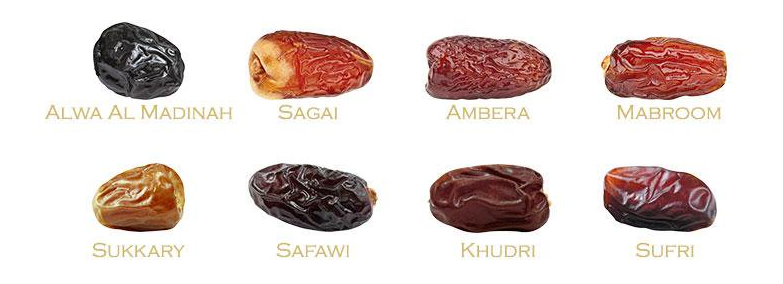 Alwa Al Madinah
Sagai
Ambera
Mabroom
Sukkary
Safawi
Khudri
Sufri